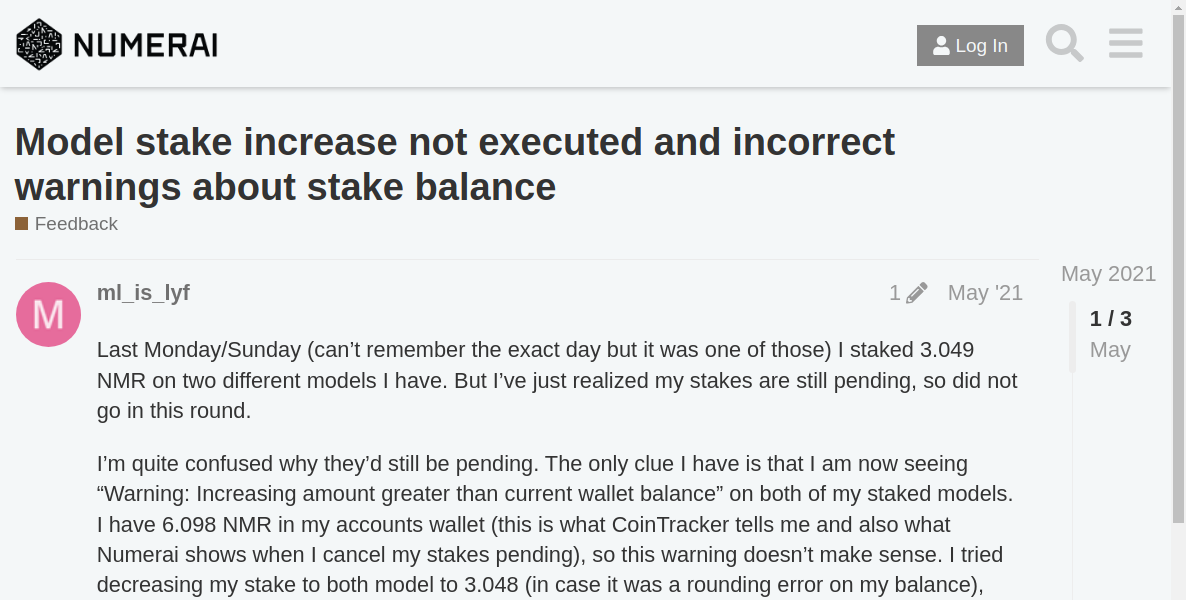 NUMERAI
Log In
Model stake increase not executed and incorrect
warnings about stake balance
Feedback
May 2021
M
ml_is_lyf
1
May '21
1 / 3
May
Last Monday/Sunday (can’t remember the exact day but it was one of those) I staked 3.049
NMR on two different models I have. But I’ve just realized my stakes are still pending, so did not
go in this round.
I’m quite confused why they’d still be pending. The only clue I have is that I am now seeing
“Warning: Increasing amount greater than current wallet balance” on both of my staked models.
I have 6.098 NMR in my accounts wallet (this is what CoinTracker tells me and also what
Numerai shows when I cancel my stakes pending), so this warning doesn’t make sense. I tried
decreasing my stake to both model to 3.048 (in case it was a rounding error on my balance),